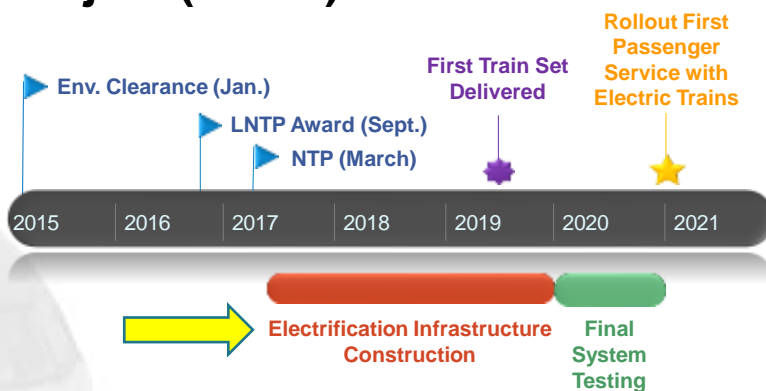 Rollout First
Passenger
Service with
Electric Trains
First Train Set
Delivered
Env. Clearance (Jan.)
LNTP Award (Sept.)
NTP (March)
2015 2016 2017 2018 2019 2020 2021
Electrification Infrastructure
Construction
Final
System
Testing